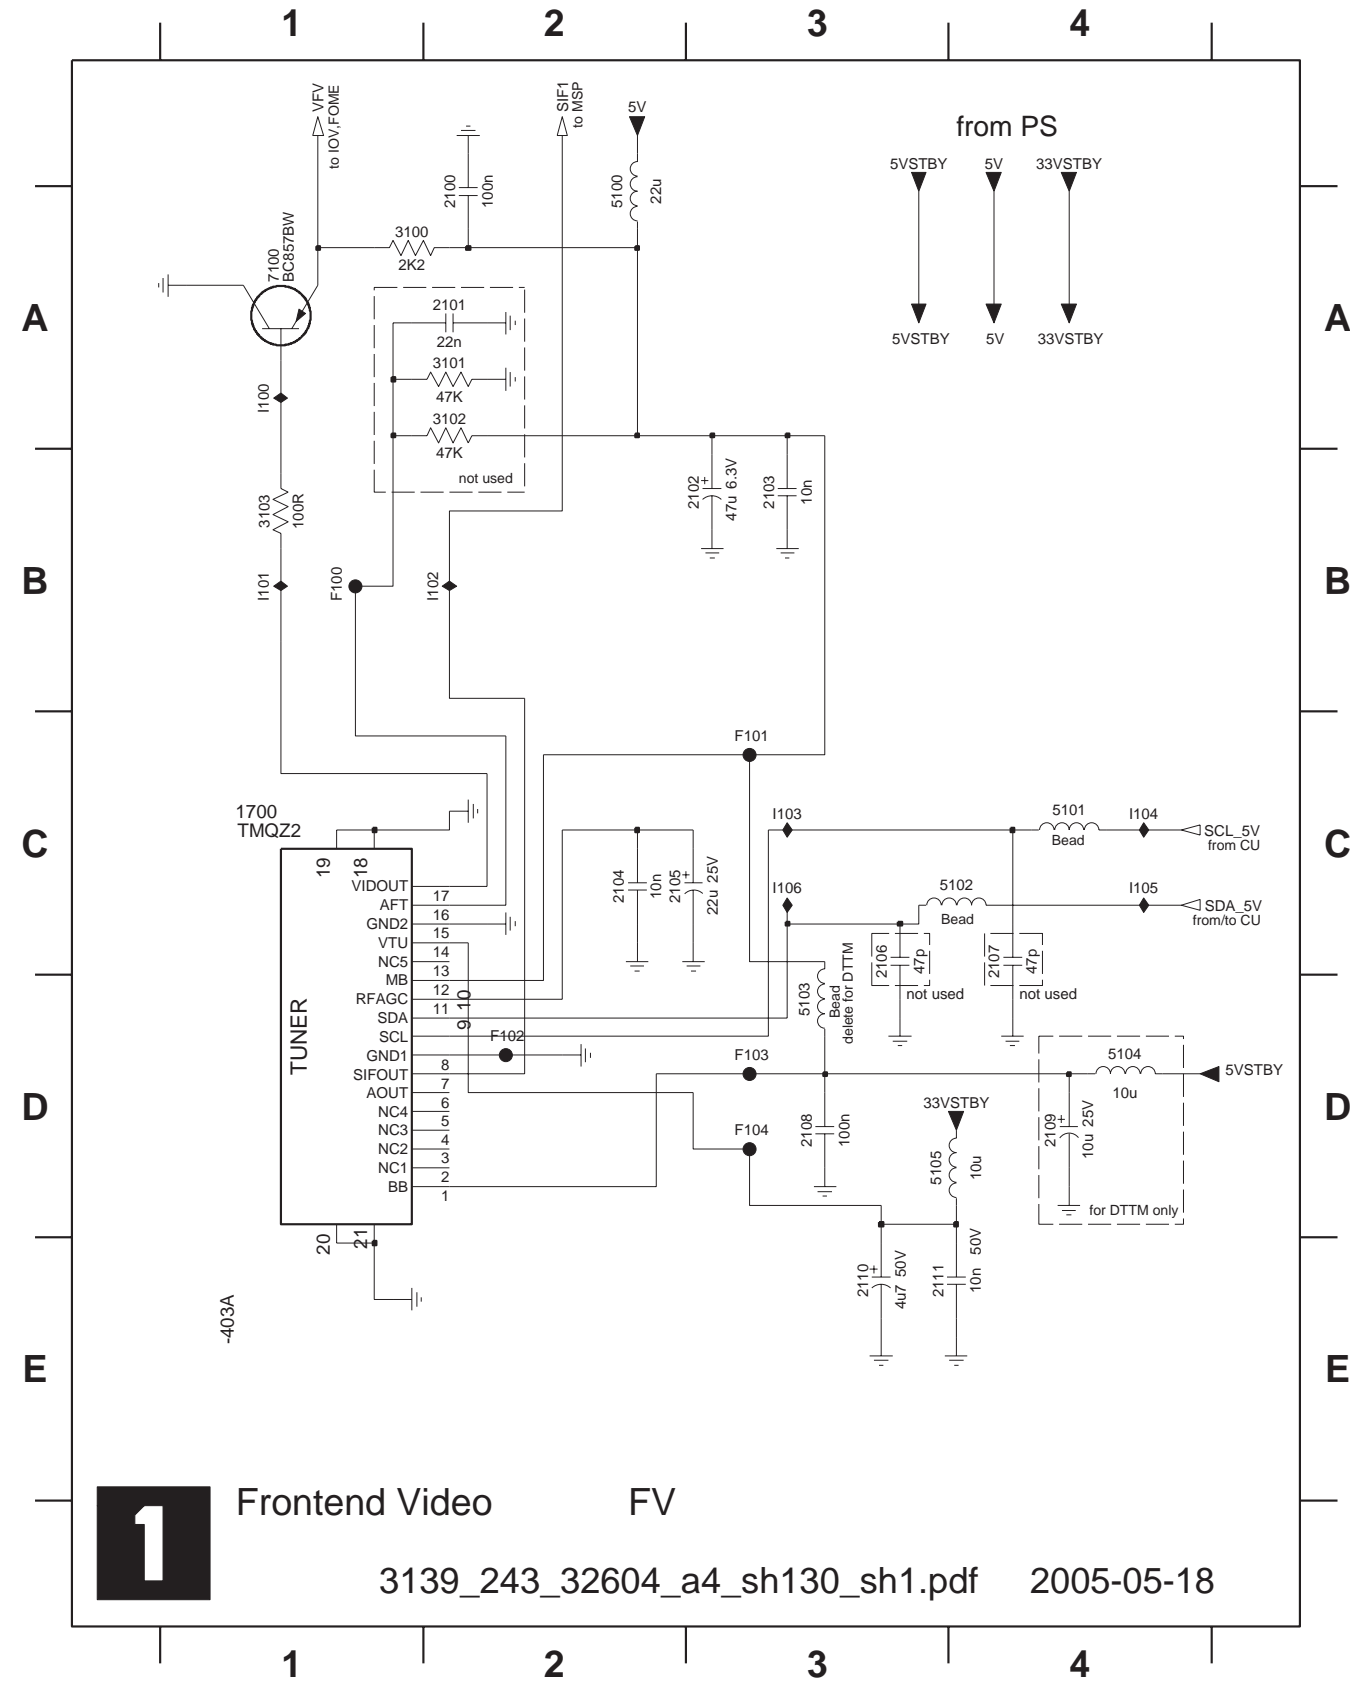 1 2 3 4
VFV
to IOV,FOME
SIF1
to MSP
5V
from PS
5VSTBY 5V 33VSTBY
2100
100n
5100
22u
7100
BC857BW
3100
2K2
A A
2101
22n
5VSTBY 5V 33VSTBY
3101
47K
I100
3102
47K
not used
2102
+
47u 6.3V
2103
10n
3103
100R
B B
I101
F100
I102
F101
1700
TMQZ2
I103
5101
Bead
I104
SCL_5V
from CU
C C
19 18
2104
10n
2105
+
22u 25V
I106
5102
Bead
I105
SDA_5V
from/to CU
VIDOUT 17
AFT 16
GND2 15
VTU 14
NC5 13
MB 12
RFAGC 11
SDA 10
SCL 9
GND1
SIFOUT 8
AOUT 7
NC4 6
NC3 5
NC2 4
NC1 3
2
BB 1
TUNER
2106
47p
not used
2107
47p
not used
5103
Bead
delete for DTTM
F102
F103
5104
10u
5VSTBY
D D
33VSTBY
2108
100n
2109
+
10u 25V
for DTTM only
F104
5105
10u
20 21
2110
+
4u7 50V
2111
10n 50V
-403A
E E
1
Frontend Video FV
3139_243_32604_a4_sh130_sh1.pdf 2005-05-18
1 2 3 4